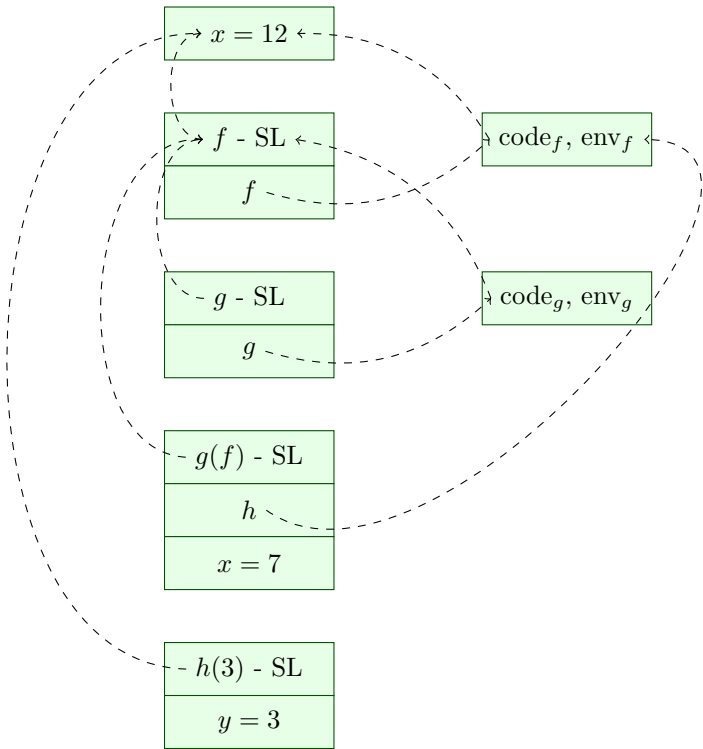 x = 12
f - SL
code_f, env_f
f
g - SL
code_g, env_g
g
g(f) - SL
h
x = 7
h(3) - SL
y = 3